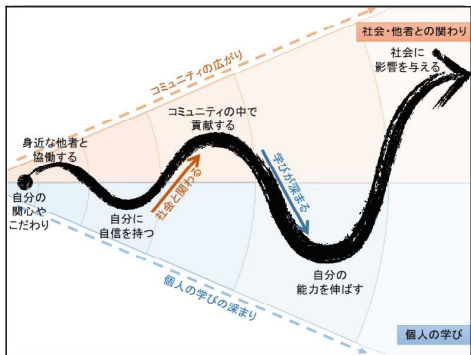 社会・他者との関わり
コミュニティの広がり
社会に
影響を与える
コミュニティの中で
貢献する
身近な他者と
協働する
学びが深まる
社会と関わる
自分の
関心や
こだわり
自分に
自信を持つ
自分の
能力を伸ばす
個人の学びの深まり
個人の学び